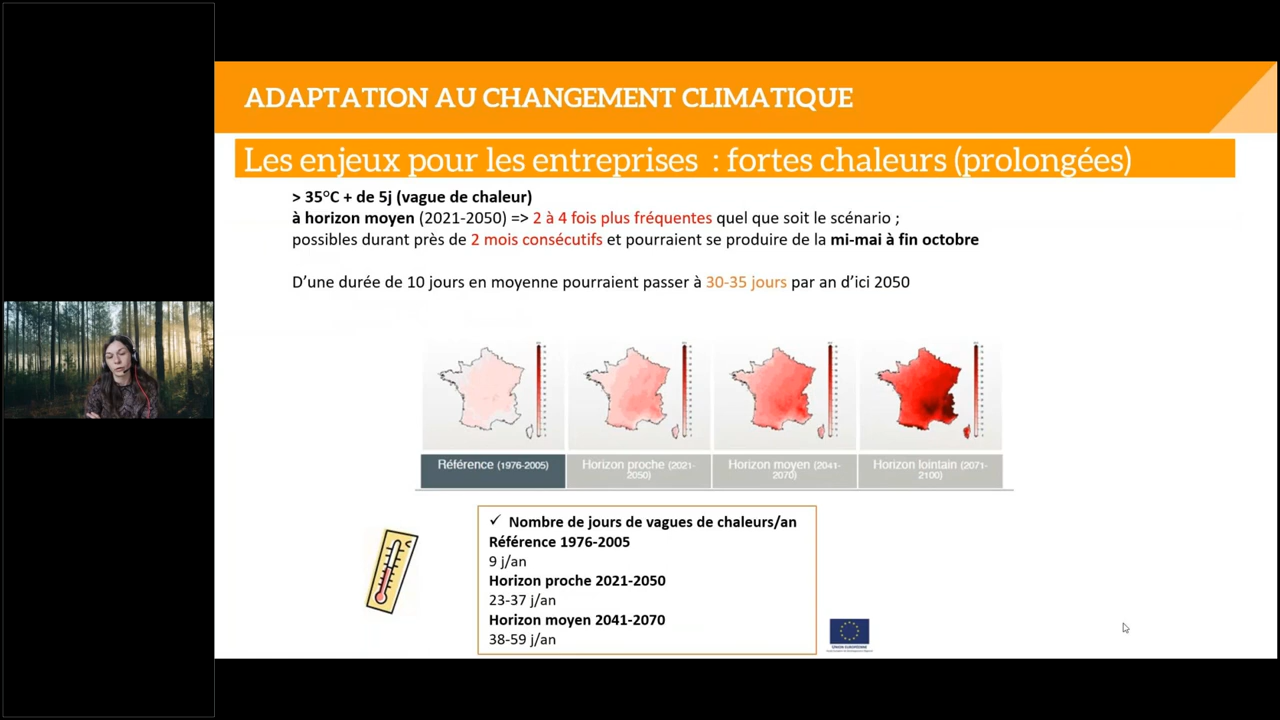 ADAPTATION AU CHANGEMENT CLIMATIQUE
Les enjeux pour les entreprises : fortes chaleurs (prolongées)
> 35°C + de 5j (vague de chaleur)
à horizon moyen (2021-2050) => 2 à 4 fois plus fréquentes quel que soit le scénario ;
possibles durant près de 2 mois consécutifs et pourraient se produire de la mi-mai à fin octobre
D'une durée de 10 jours en moyenne pourraient passer à 30-35 jours par an d'ici 2050
Référence (1976-2005)
Horizon proche (2021-
2050)
Horizon moyen (2041-
2070)
Horizon lointain (2071-
2100)
✓ Nombre de jours de vagues de chaleurs/an
Référence 1976-2005
9 j/an
Horizon proche 2021-2050
23-37 j/an
Horizon moyen 2041-2070
38-59 j/an
UNION EUROPÉENNE